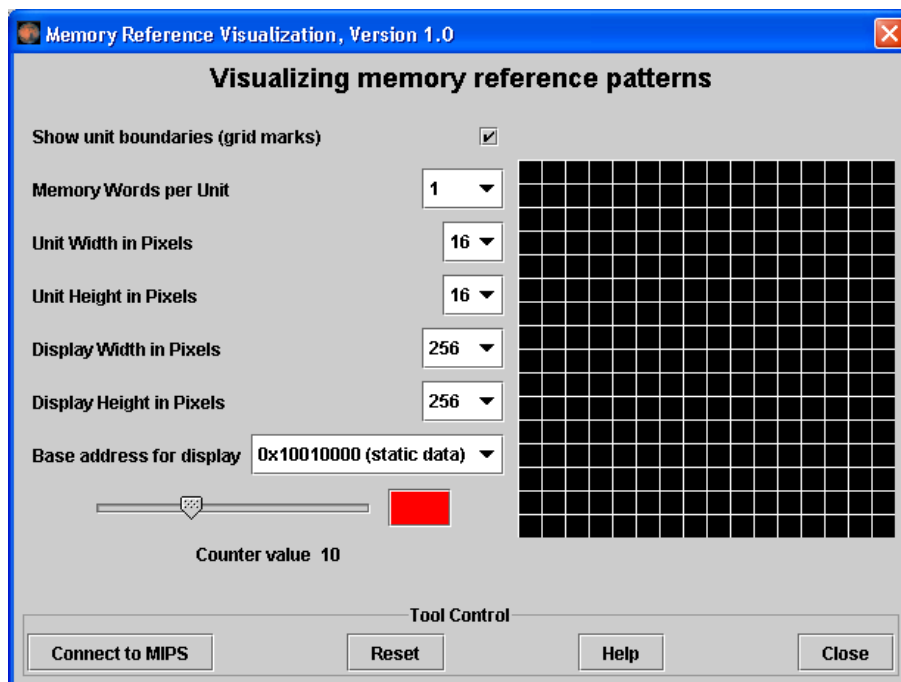 Memory Reference Visualization, Version 1.0
Visualizing memory reference patterns
Show unit boundaries (grid marks)
Memory Words per Unit 1
Unit Width in Pixels 16
Unit Height in Pixels 16
Display Width in Pixels 256
Display Height in Pixels 256
Base address for display 0x10010000 (static data)
Counter value 10
Tool Control
Connect to MIPS Reset Help Close